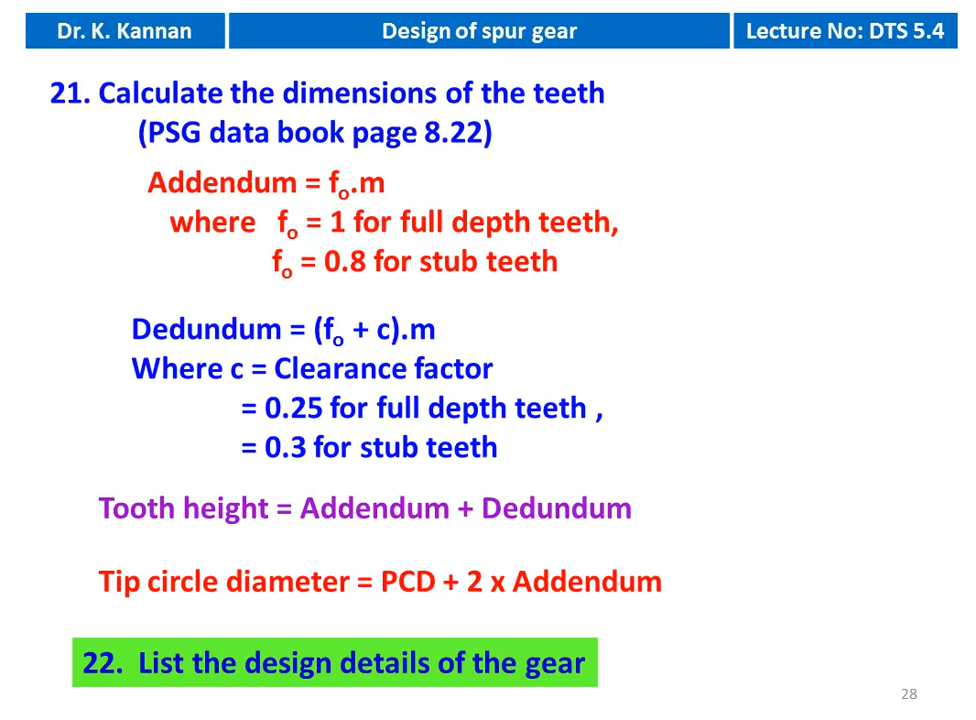 Dr. K. Kannan
Design of spur gear
Lecture No: DTS 5.4
21. Calculate the dimensions of the teeth
(PSG data book page 8.22)
Addendum = fo.m
where fo = 1 for full depth teeth,
fo = 0.8 for stub teeth
Dedundum = (fo + c).m
Where c = Clearance factor
= 0.25 for full depth teeth ,
= 0.3 for stub teeth
Tooth height = Addendum + Dedundum
Tip circle diameter = PCD + 2 x Addendum
22. List the design details of the gear
28